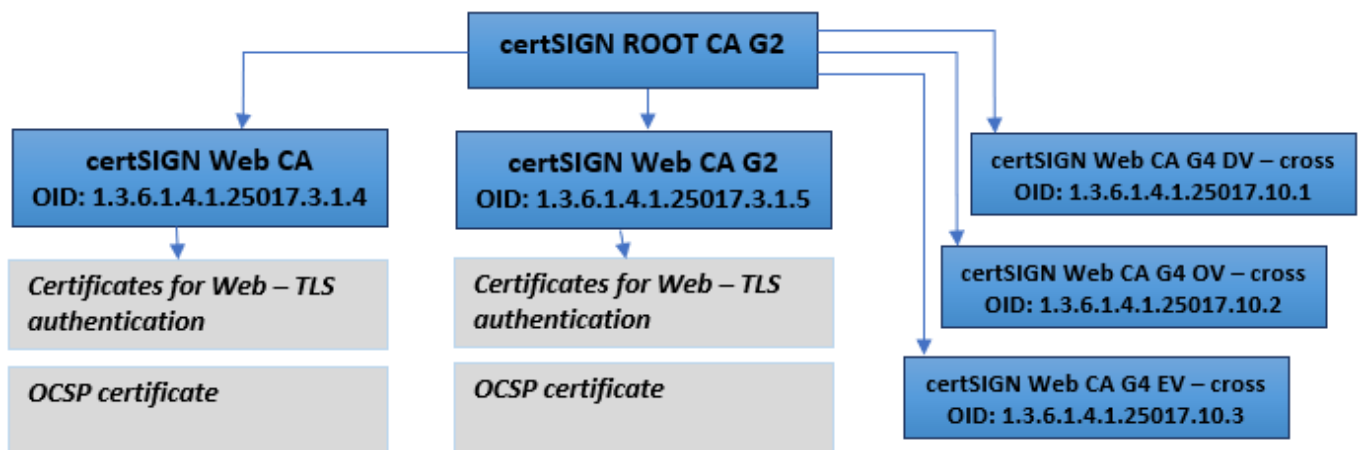 certSIGN ROOT CA G2
certSIGN Web CA
OID: 1.3.6.1.4.1.25017.3.1.4
Certificates for Web – TLS
authentication
OCSP certificate
certSIGN Web CA G2
OID: 1.3.6.1.4.1.25017.3.1.5
Certificates for Web – TLS
authentication
OCSP certificate
certSIGN Web CA G4 DV – cross
OID: 1.3.6.1.4.1.25017.10.1
certSIGN Web CA G4 OV – cross
OID: 1.3.6.1.4.1.25017.10.2
certSIGN Web CA G4 EV – cross
OID: 1.3.6.1.4.1.25017.10.3